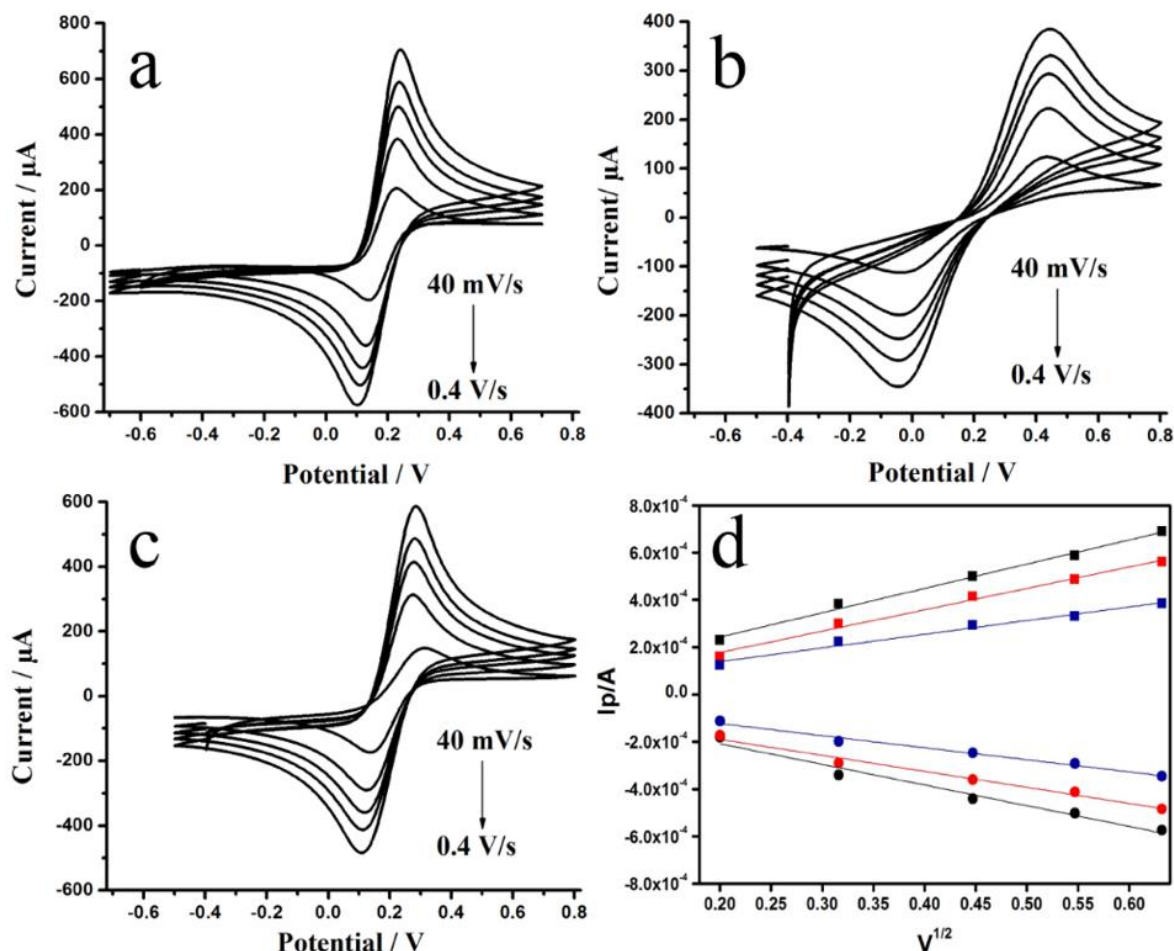 a
800
600
400
200
0
-200
-400
-600
Current / μA
40 mV/s
0.4 V/s
-0.6 -0.4 -0.2 0.0 0.2 0.4 0.6 0.8
Potential / V
b
400
300
200
100
0
-100
-200
-300
-400
Current/ μA
40 mV/s
0.4 V/s
-0.6 -0.4 -0.2 0.0 0.2 0.4 0.6 0.8
Potential / V
c
600
400
200
0
-200
-400
-600
Current / μA
40 mV/s
0.4 V/s
-0.8 -0.6 -0.4 -0.2 0.0 0.2 0.4 0.6 0.8
Potential / V
d
8.0x10⁻⁴
6.0x10⁻⁴
4.0x10⁻⁴
2.0x10⁻⁴
0.0
-2.0x10⁻⁴
-4.0x10⁻⁴
-6.0x10⁻⁴
-8.0x10⁻⁴
Ip/A
0.20 0.25 0.30 0.35 0.40 0.45 0.50 0.55 0.60
V¹/²